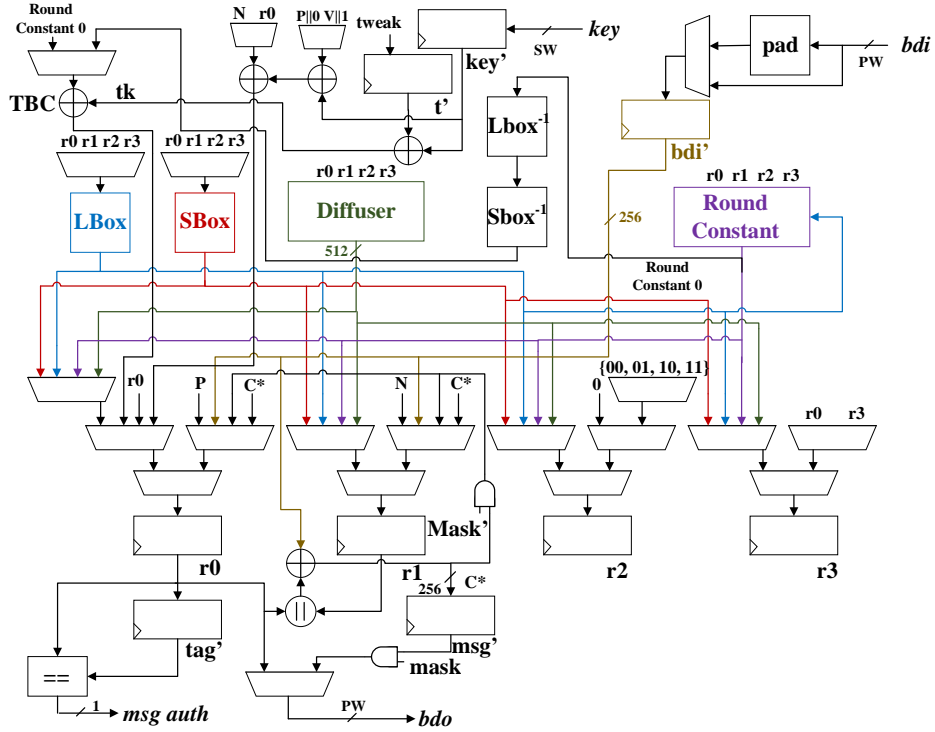 Round
Constant 0
N r0
P||0 V||1
tweak
key'
SW
key
pad
PW
bdi
TBC
tk
t'
Lbox-1
bdi'
r0 r1 r2 r3
r0 r1 r2 r3
r0 r1 r2 r3
r0 r1 r2 r3
LBox
SBox
Diffuser
Sbox-1
Round
Constant
256
512
Round
Constant 0
r0
P
C*
N
C*
0
{00, 01, 10, 11}
r0 r3
Mask'
r0
r1
r2
r3
||
256
C*
tag'
msg'
mask
==
1
msg auth
PW
bdo